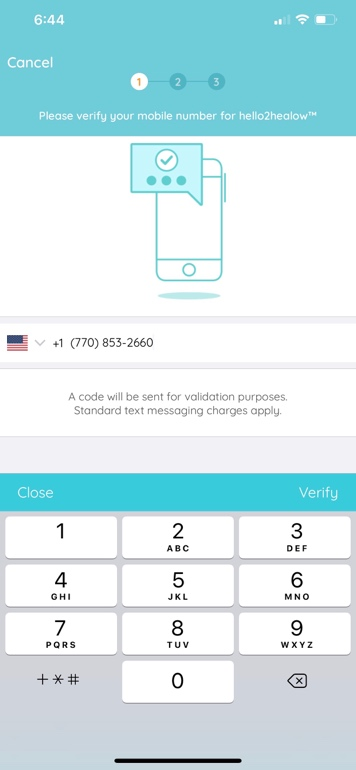 6:44
Cancel
1 2 3
Please verify your mobile number for hello2healow™
+1 (770) 853-2660
A code will be sent for validation purposes.
Standard text messaging charges apply.
Close Verify
1 2 3
ABC DEF
4 5 6
GHI JKL MNO
7 8 9
PQRS TUV WXYZ
+*# 0